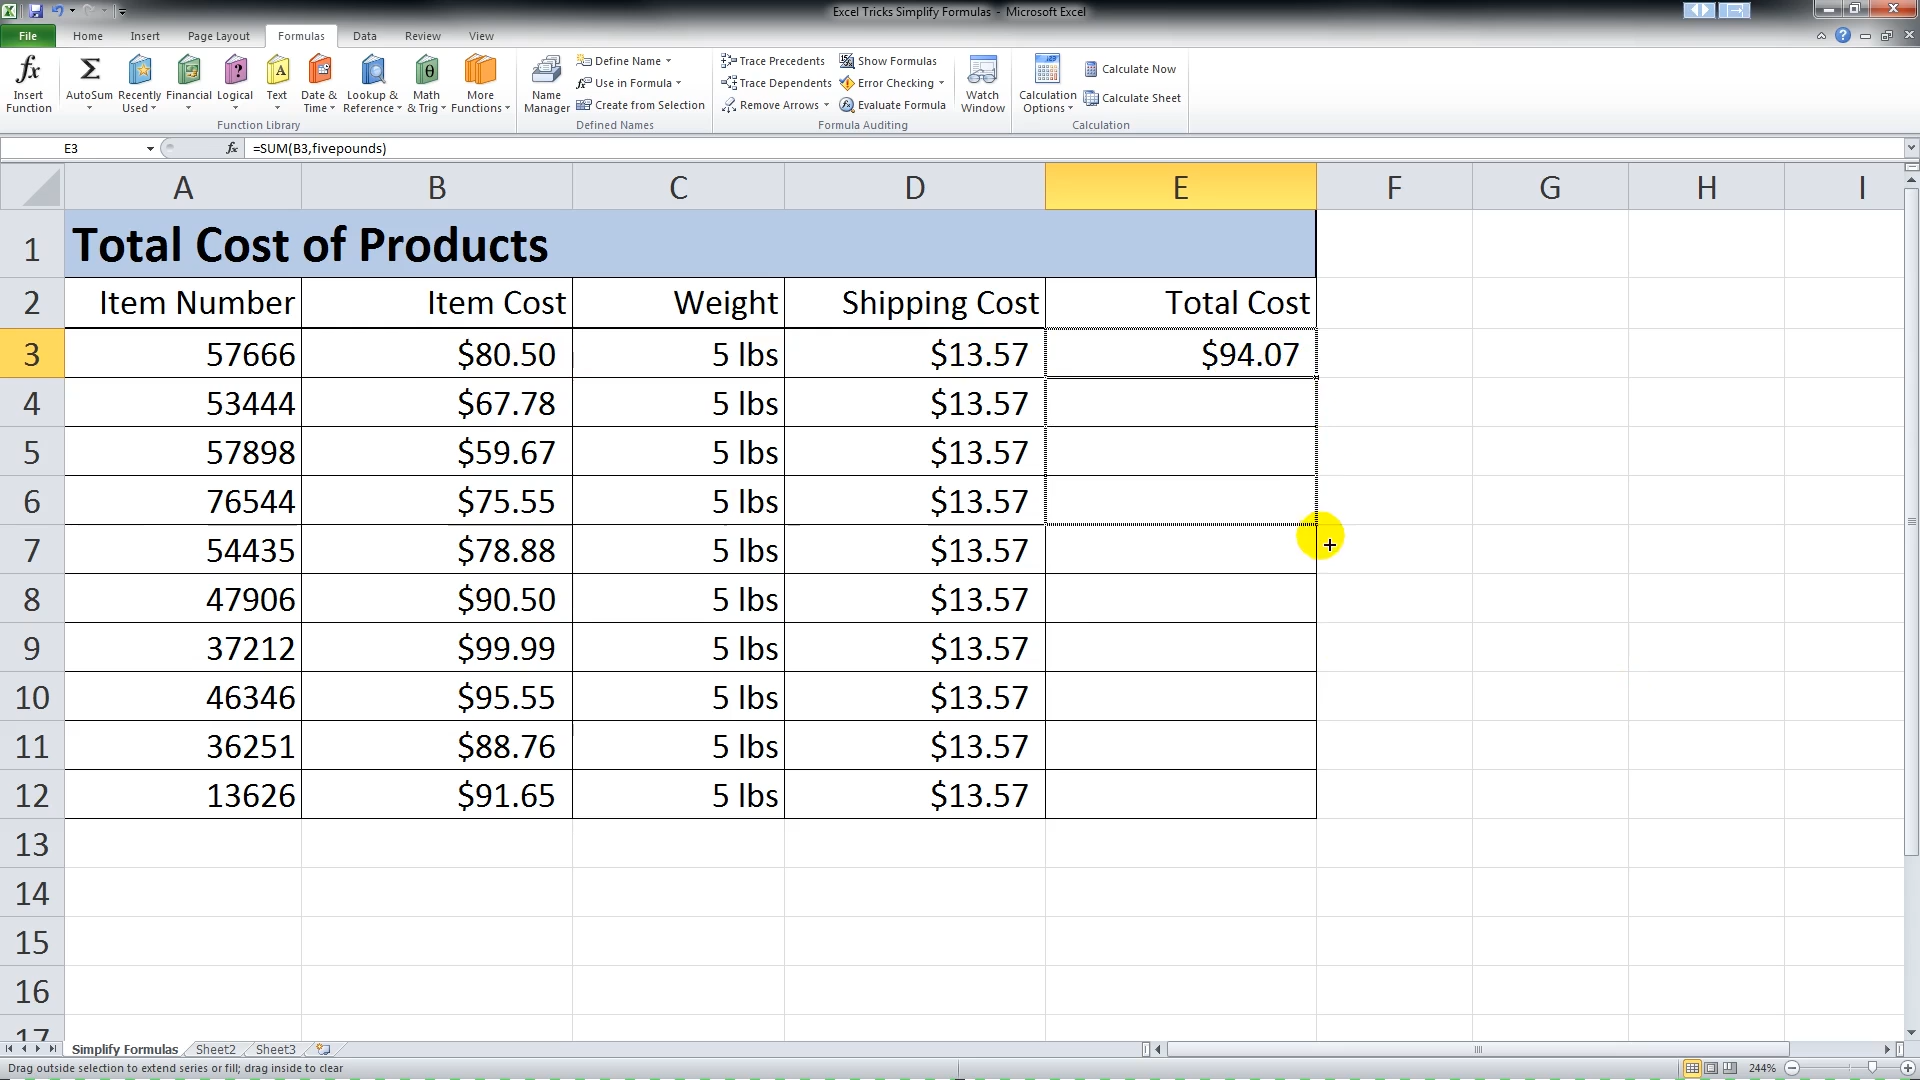 Excel Tricks Simplify Formulas - Microsoft Excel
File Home Insert Page Layout Formulas Data Review View
Insert Function
AutoSum
Recently Used
Financial
Logical
Text
Date & Time
Lookup & Reference
Math & Trig
More Functions
Function Library
Name Manager
Define Name
Use in Formula
Create from Selection
Defined Names
Trace Precedents
Trace Dependents
Remove Arrows
Show Formulas
Error Checking
Evaluate Formula
Formula Auditing
Watch Window
Calculation Options
Calculate Now
Calculate Sheet
Calculation
E3 fx =SUM(B3,fivepounds)
A B C D E F G H I
1 Total Cost of Products
2 Item Number Item Cost Weight Shipping Cost Total Cost
3 57666 $80.50 5 lbs $13.57 $94.07
4 53444 $67.78 5 lbs $13.57
5 57898 $59.67 5 lbs $13.57
6 76544 $75.55 5 lbs $13.57
7 54435 $78.88 5 lbs $13.57
8 47906 $90.50 5 lbs $13.57
9 37212 $99.99 5 lbs $13.57
10 46346 $95.55 5 lbs $13.57
11 36251 $88.76 5 lbs $13.57
12 13626 $91.65 5 lbs $13.57
13
14
15
16
17
Simplify Formulas Sheet2 Sheet3
Drag outside selection to extend series or fill; drag inside to clear 244%